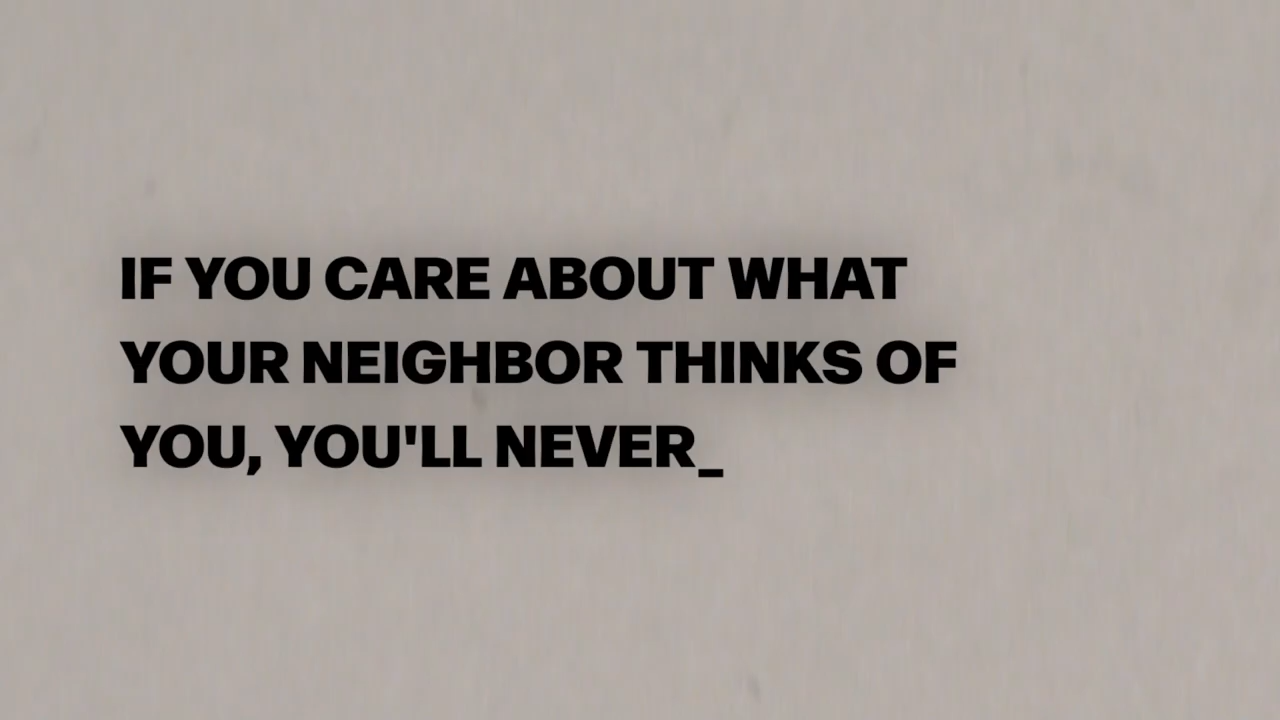 IF YOU CARE ABOUT WHAT
YOUR NEIGHBOR THINKS OF
YOU, YOU'LL NEVER_